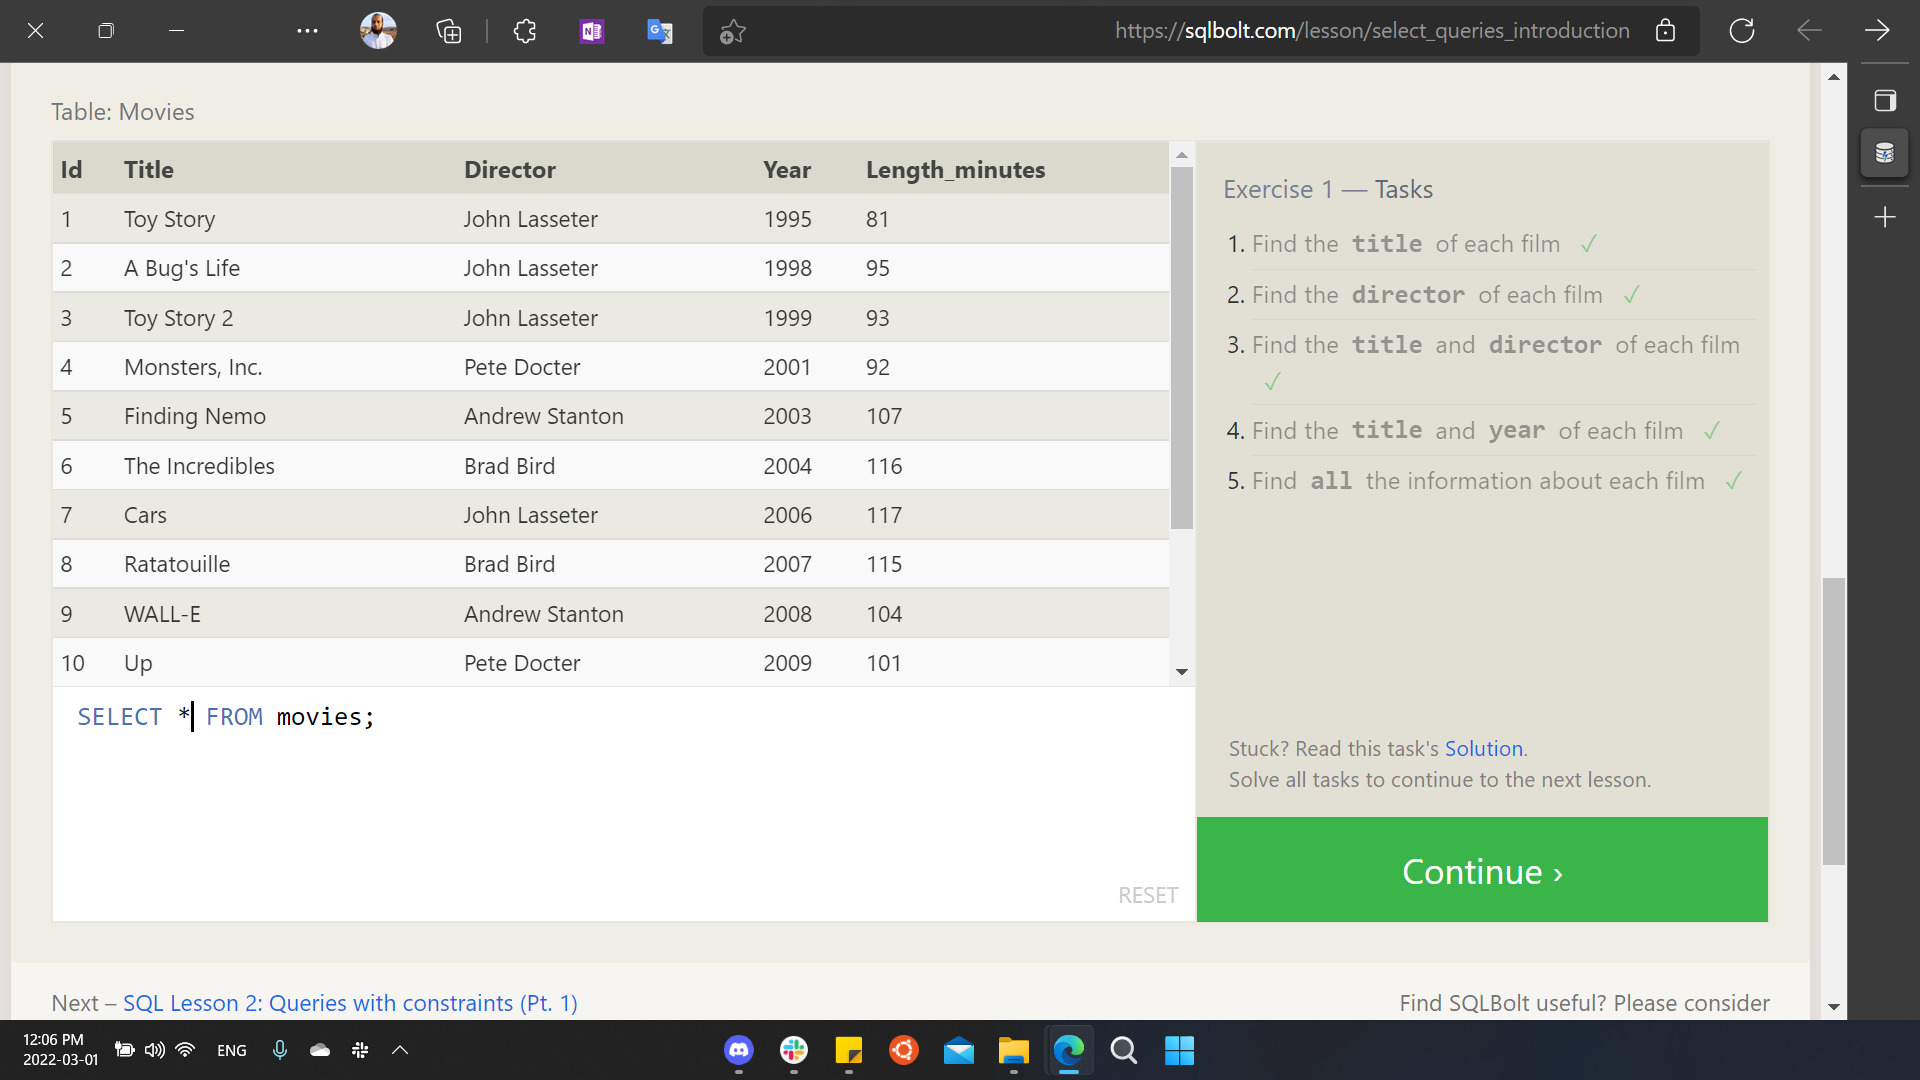 https://sqlbolt.com/lesson/select_queries_introduction
Table: Movies
Id Title Director Year Length_minutes
1 Toy Story John Lasseter 1995 81
2 A Bug's Life John Lasseter 1998 95
3 Toy Story 2 John Lasseter 1999 93
4 Monsters, Inc. Pete Docter 2001 92
5 Finding Nemo Andrew Stanton 2003 107
6 The Incredibles Brad Bird 2004 116
7 Cars John Lasseter 2006 117
8 Ratatouille Brad Bird 2007 115
9 WALL-E Andrew Stanton 2008 104
10 Up Pete Docter 2009 101
SELECT * FROM movies;
RESET
Exercise 1 — Tasks
1. Find the title of each film ✓
2. Find the director of each film ✓
3. Find the title and director of each film
✓
4. Find the title and year of each film ✓
5. Find all the information about each film ✓
Stuck? Read this task's Solution.
Solve all tasks to continue to the next lesson.
Continue ›
Next – SQL Lesson 2: Queries with constraints (Pt. 1)
Find SQLBolt useful? Please consider
12:06 PM
2022-03-01
ENG